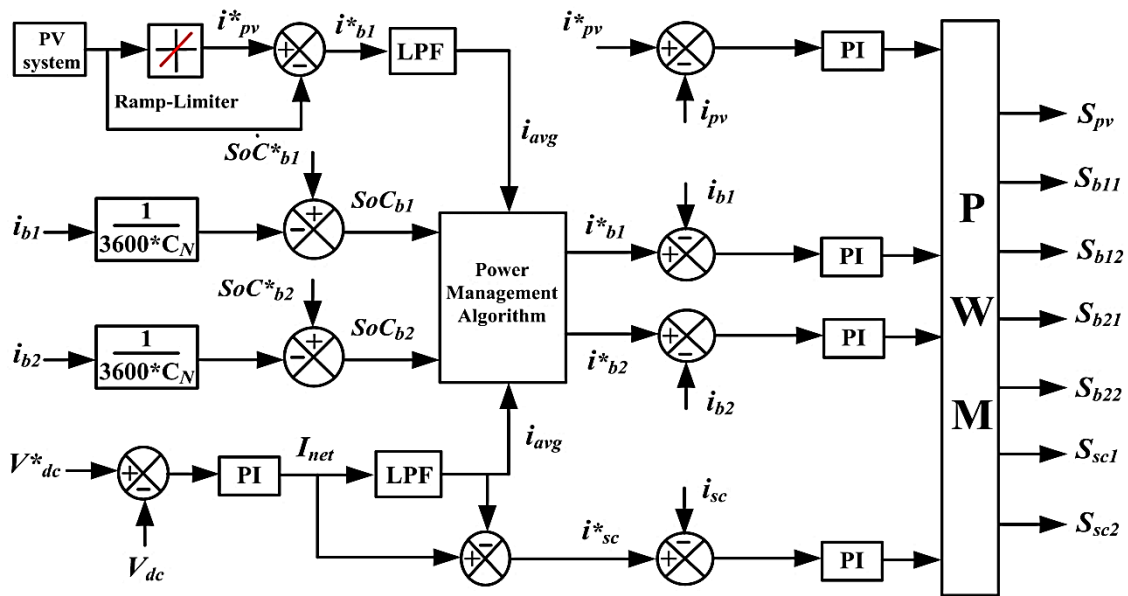 PV
system
Ramp-Limiter
i*pv
i*b1
LPF
iavg
SoC*b1
ib1
1
3600*CN
SoCb1
SoC*b2
ib2
1
3600*CN
SoCb2
Power
Management
Algorithm
iavg
V*dc
Vdc
PI
Inet
LPF
i*sc
isc
PI
i*pv
ipv
PI
i*b1
ib1
PI
i*b2
ib2
PI
P
W
M
Spv
Sb11
Sb12
Sb21
Sb22
Ssc1
Ssc2